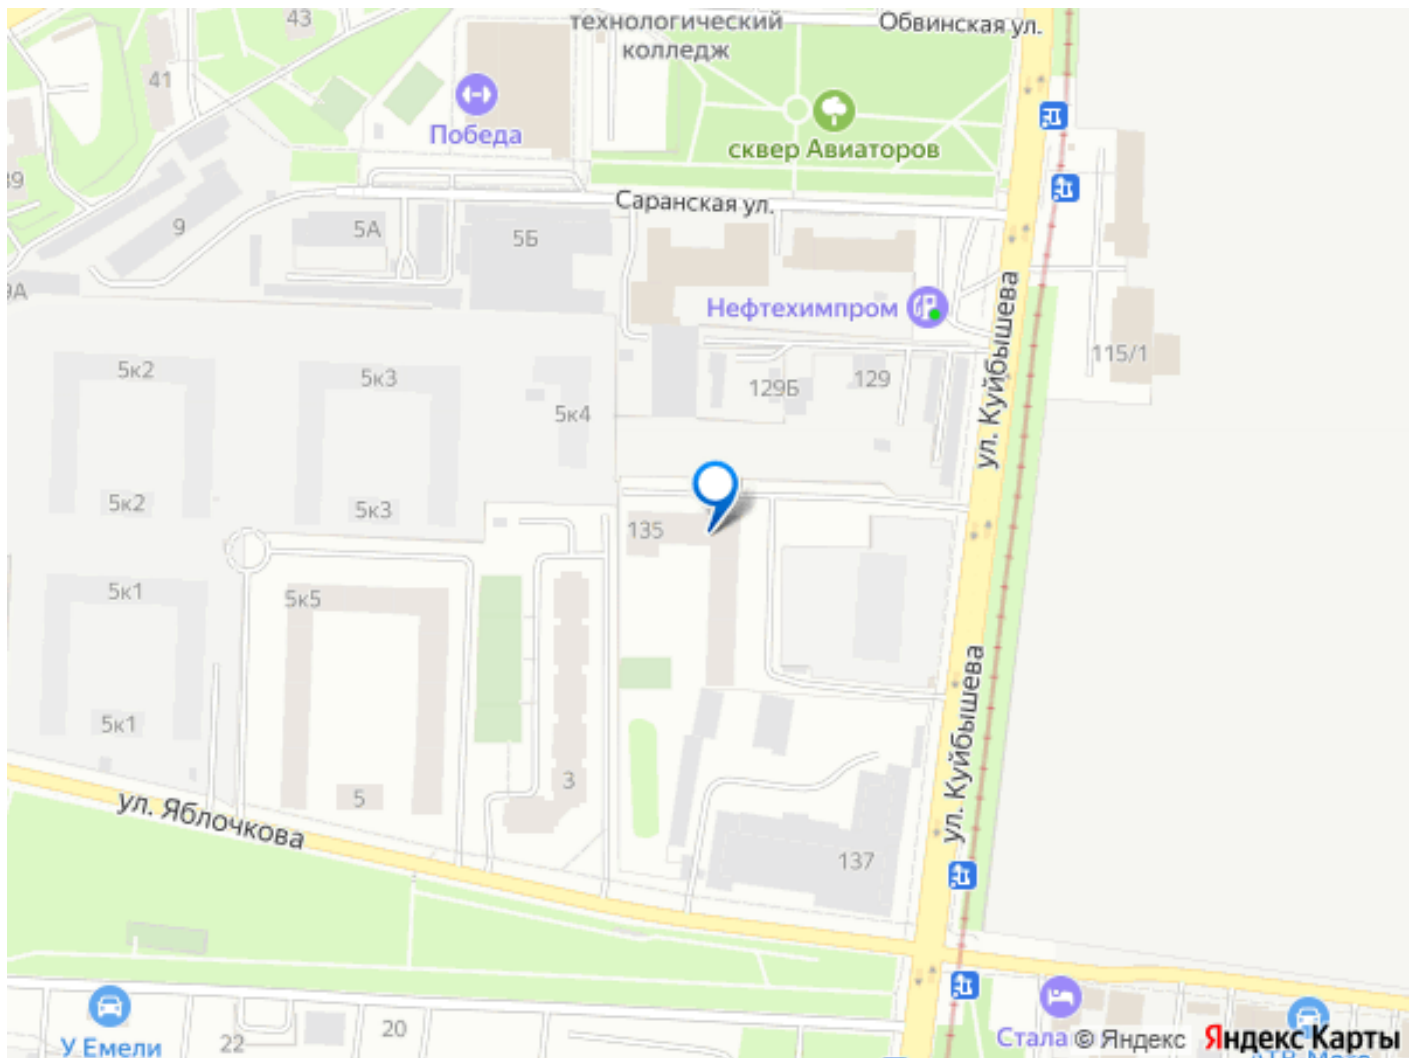 43
технологический
колледж
Обвинская ул.
41
Победа
сквер Авиаторов
Саранская ул.
9
5А
5Б
Нефтехимпром
ул. Куйбышева
115/1
5к2
5к3
129Б
129
5к4
5к2
5к3
135
5к1
5к5
5к1
5
3
ул. Куйбышева
ул. Яблочкова
137
У Емели
22
20
Стала
© Яндекс
Яндекс Карты